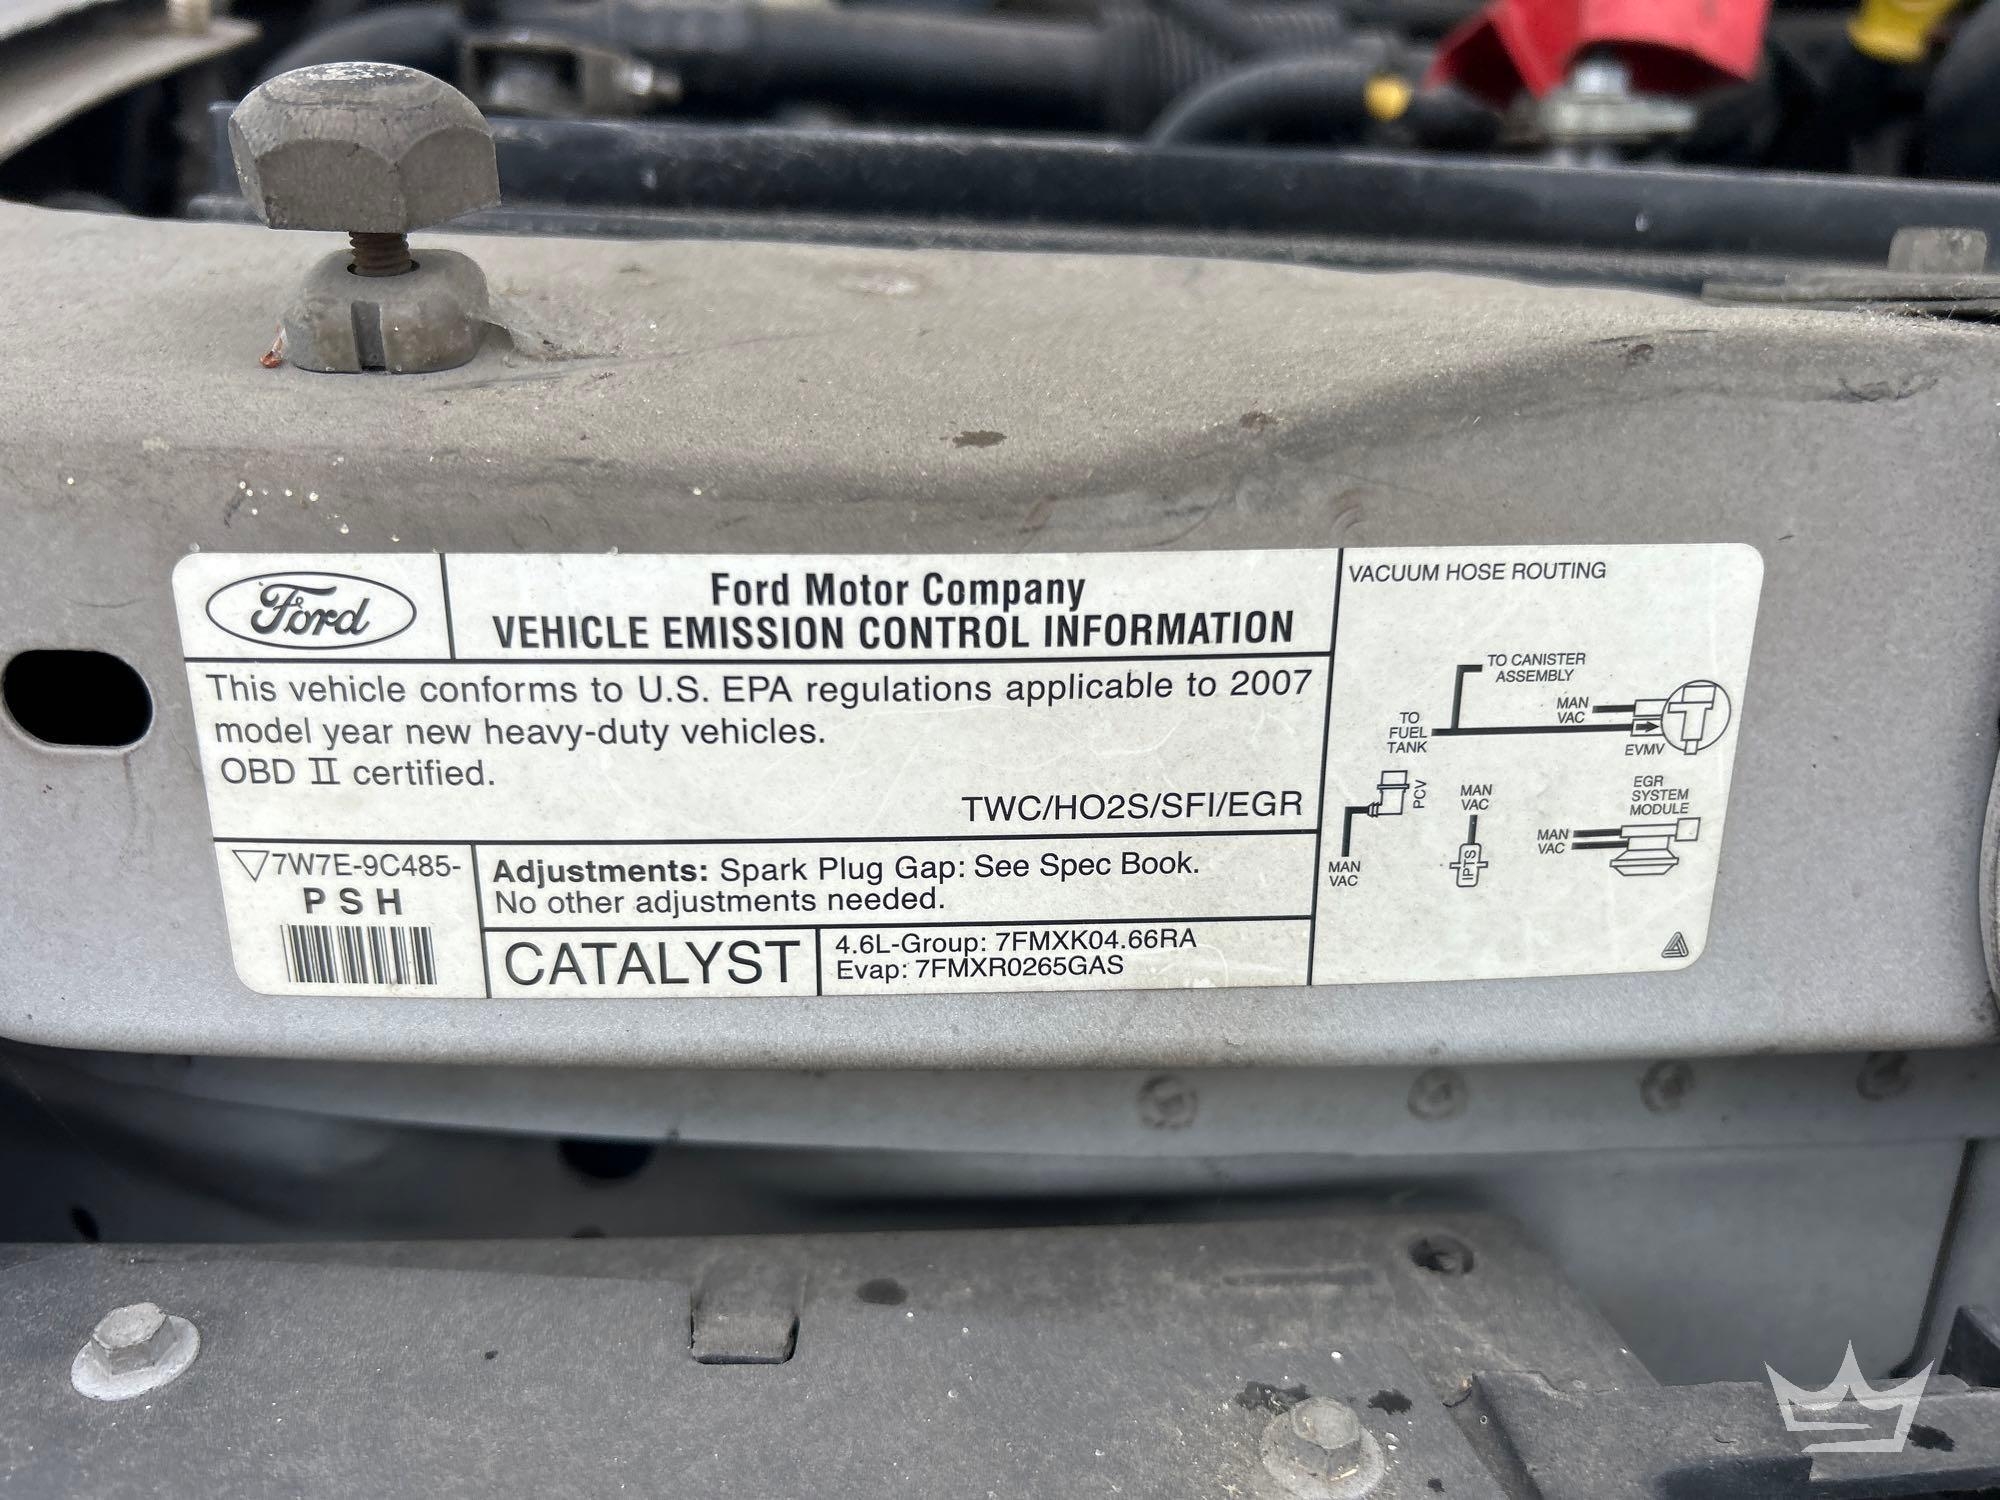 Ford
Ford Motor Company
VEHICLE EMISSION CONTROL INFORMATION
This vehicle conforms to U.S. EPA regulations applicable to 2007
model year new heavy-duty vehicles.
OBD II certified.
TWC/HO2S/SFI/EGR
7W7E-9C485-
P S H
Adjustments: Spark Plug Gap: See Spec Book.
No other adjustments needed.
CATALYST
4.6L-Group: 7FMXK04.66RA
Evap: 7FMXR0265GAS
VACUUM HOSE ROUTING
TO CANISTER
ASSEMBLY
MAN
VAC
TO
FUEL
TANK
EVMV
PCV
MAN
VAC
MAN
VAC
IPTS
EGR
SYSTEM
MODULE
MAN
VAC